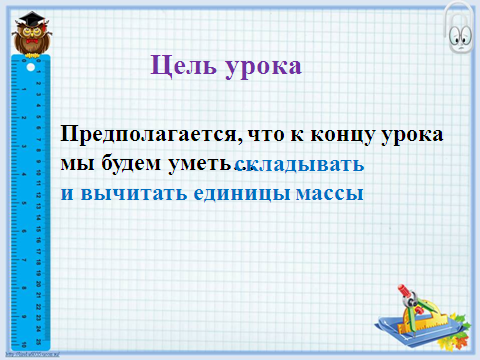 Цель урока
Предполагается, что к концу урока
мы будем уметь… складывать
и вычитать единицы массы